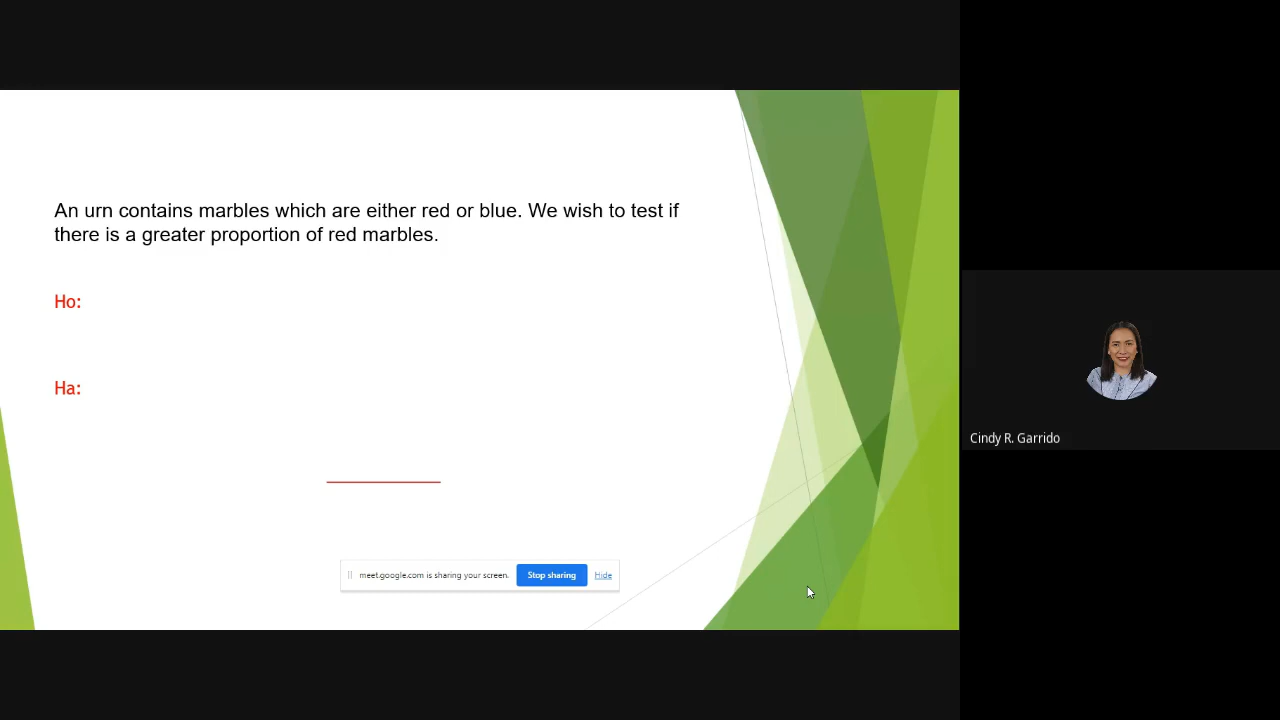 An urn contains marbles which are either red or blue. We wish to test if
there is a greater proportion of red marbles.
Ho:
Ha:
meet.google.com is sharing your screen. Stop sharing Hide
Cindy R. Garrido